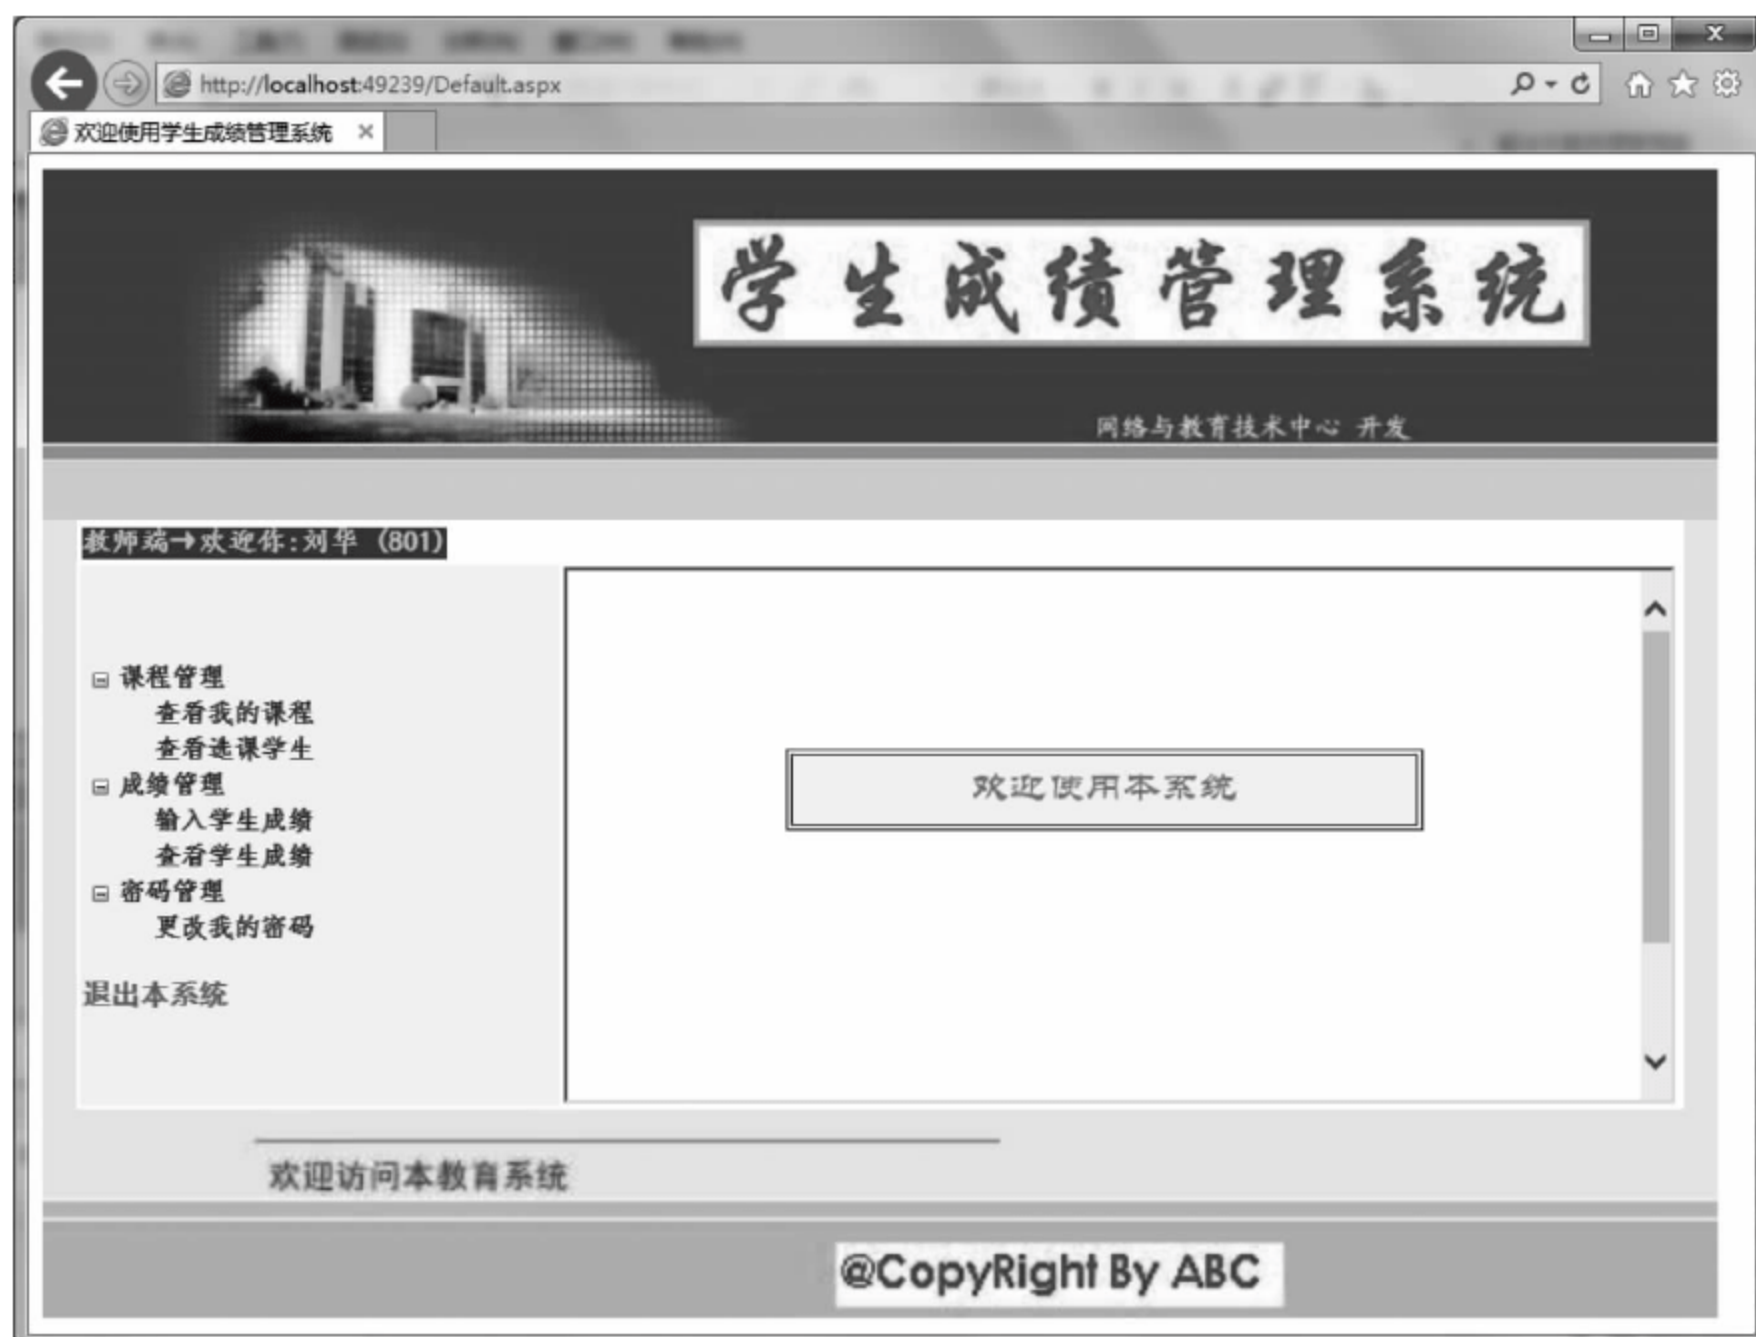 http://localhost:49239/Default.aspx
欢迎使用学生成绩管理系统
学生成绩管理系统
网络与教育技术中心 开发
教师端→欢迎你:刘华 (801)
课程管理
查看我的课程
查看选课学生
成绩管理
输入学生成绩
查看学生成绩
密码管理
更改我的密码
退出本系统
欢迎使用本系统
欢迎访问本教育系统
@CopyRight By ABC